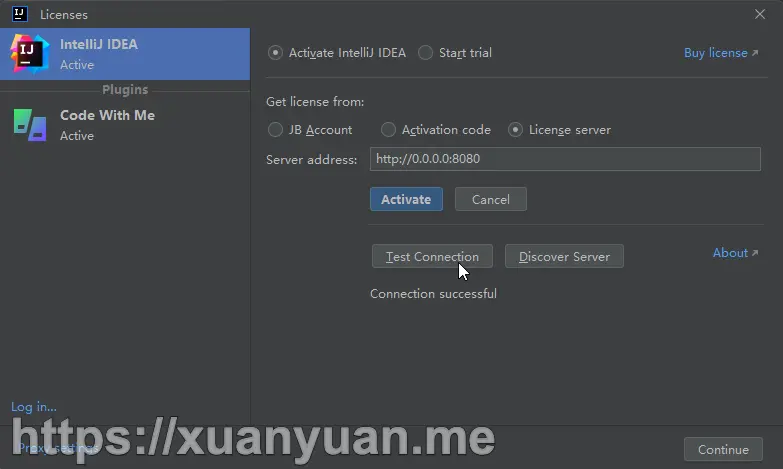 Licenses
IntelliJ IDEA
Active
Plugins
Code With Me
Active
Activate IntelliJ IDEA Start trial Buy license
Get license from:
JB Account Activation code License server
Server address: http://0.0.0.0:8080
Activate Cancel
Test Connection Discover Server About
Connection successful
Log in...
Proxy settings
https://xuanyuan.me
Continue